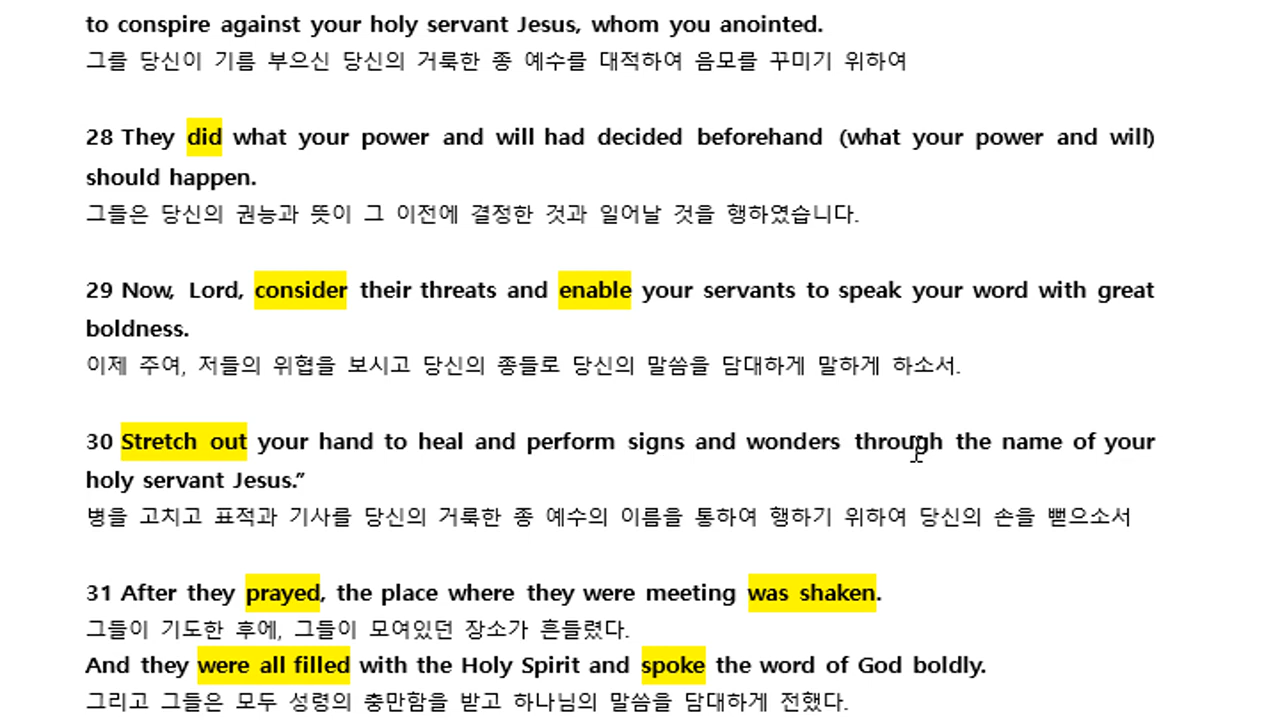 to conspire against your holy servant Jesus, whom you anointed.
그를 당신이 기름 부으신 당신의 거룩한 종 예수를 대적하여 음모를 꾸미기 위하여
28 They did what your power and will had decided beforehand (what your power and will)
should happen.
그들은 당신의 권능과 뜻이 그 이전에 결정한 것과 일어날 것을 행하였습니다.
29 Now, Lord, consider their threats and enable your servants to speak your word with great
boldness.
이제 주여, 저들의 위협을 보시고 당신의 종들로 당신의 말씀을 담대하게 말하게 하소서.
30 Stretch out your hand to heal and perform signs and wonders through the name of your
holy servant Jesus.”
병을 고치고 표적과 기사를 당신의 거룩한 종 예수의 이름을 통하여 행하기 위하여 당신의 손을 뻗으소서
31 After they prayed, the place where they were meeting was shaken.
그들이 기도한 후에, 그들이 모여있던 장소가 흔들렸다.
And they were all filled with the Holy Spirit and spoke the word of God boldly.
그리고 그들은 모두 성령의 충만함을 받고 하나님의 말씀을 담대하게 전했다.